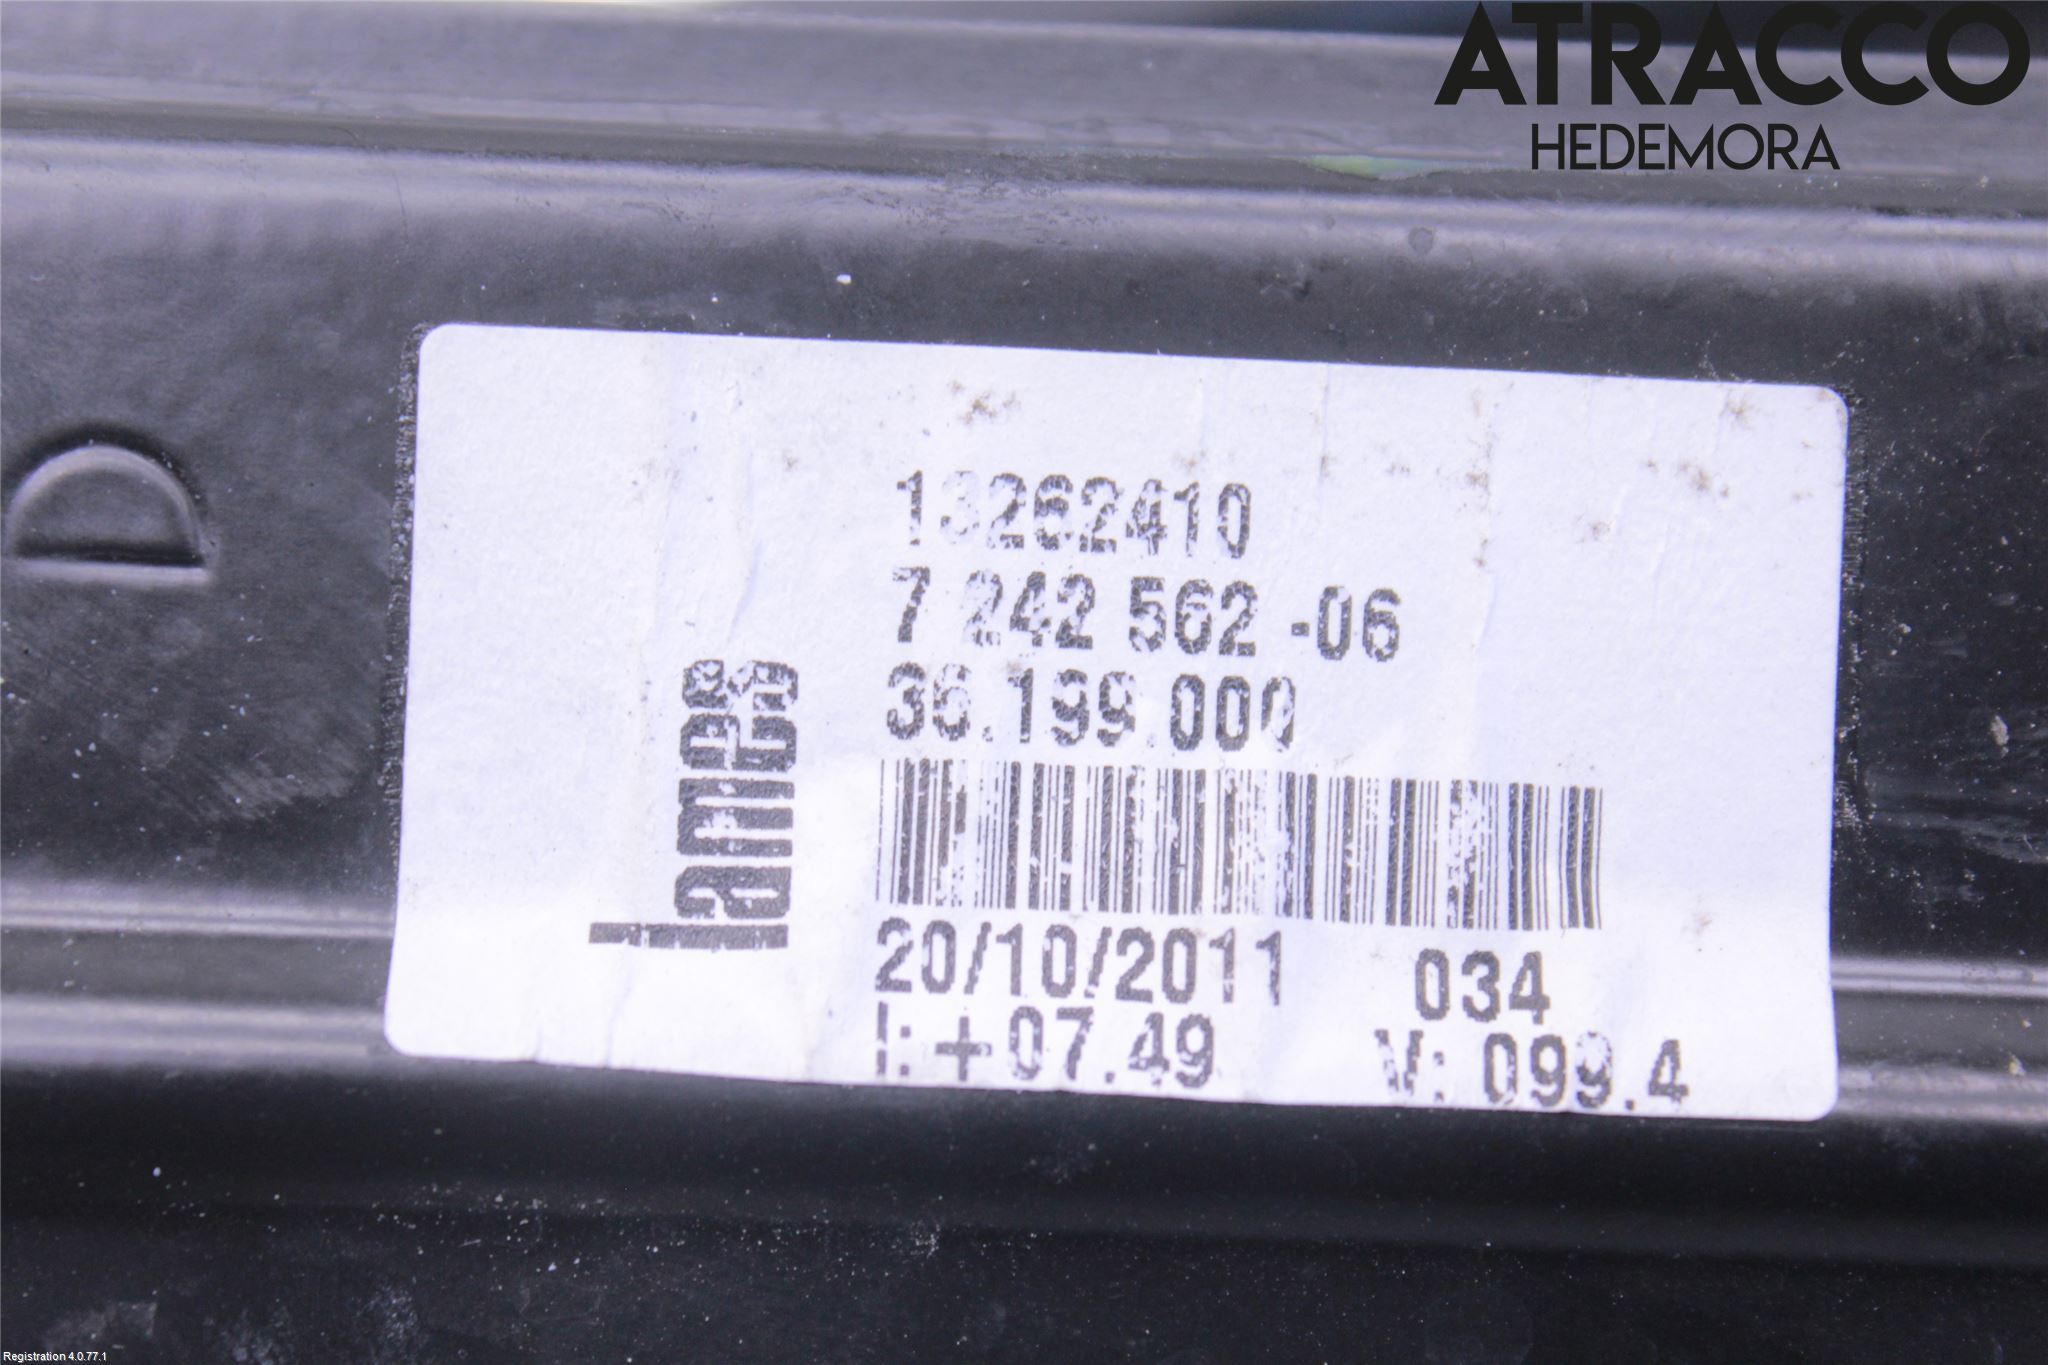 ATRACCO
HEDEMORA
13262410
7 242 562 -06
36.199.000
lames
20/10/2011 034
I: +07.49 V: 099.4
Registration 4.0.77.1